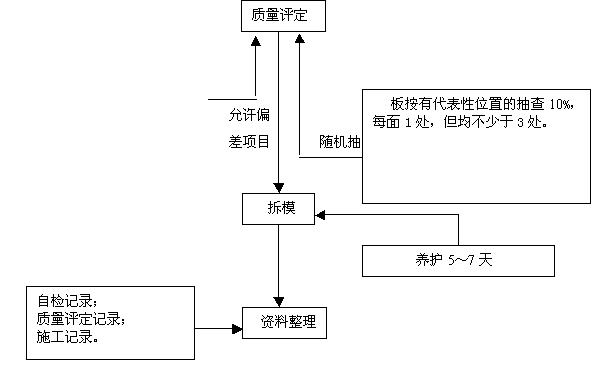 质量评定
允许偏
差项目
随机抽
板按有代表性位置的抽查 10%，
每面 1 处，但均不少于 3 处。
拆模
养护 5～7 天
自检记录；
质量评定记录；
施工记录。
资料整理